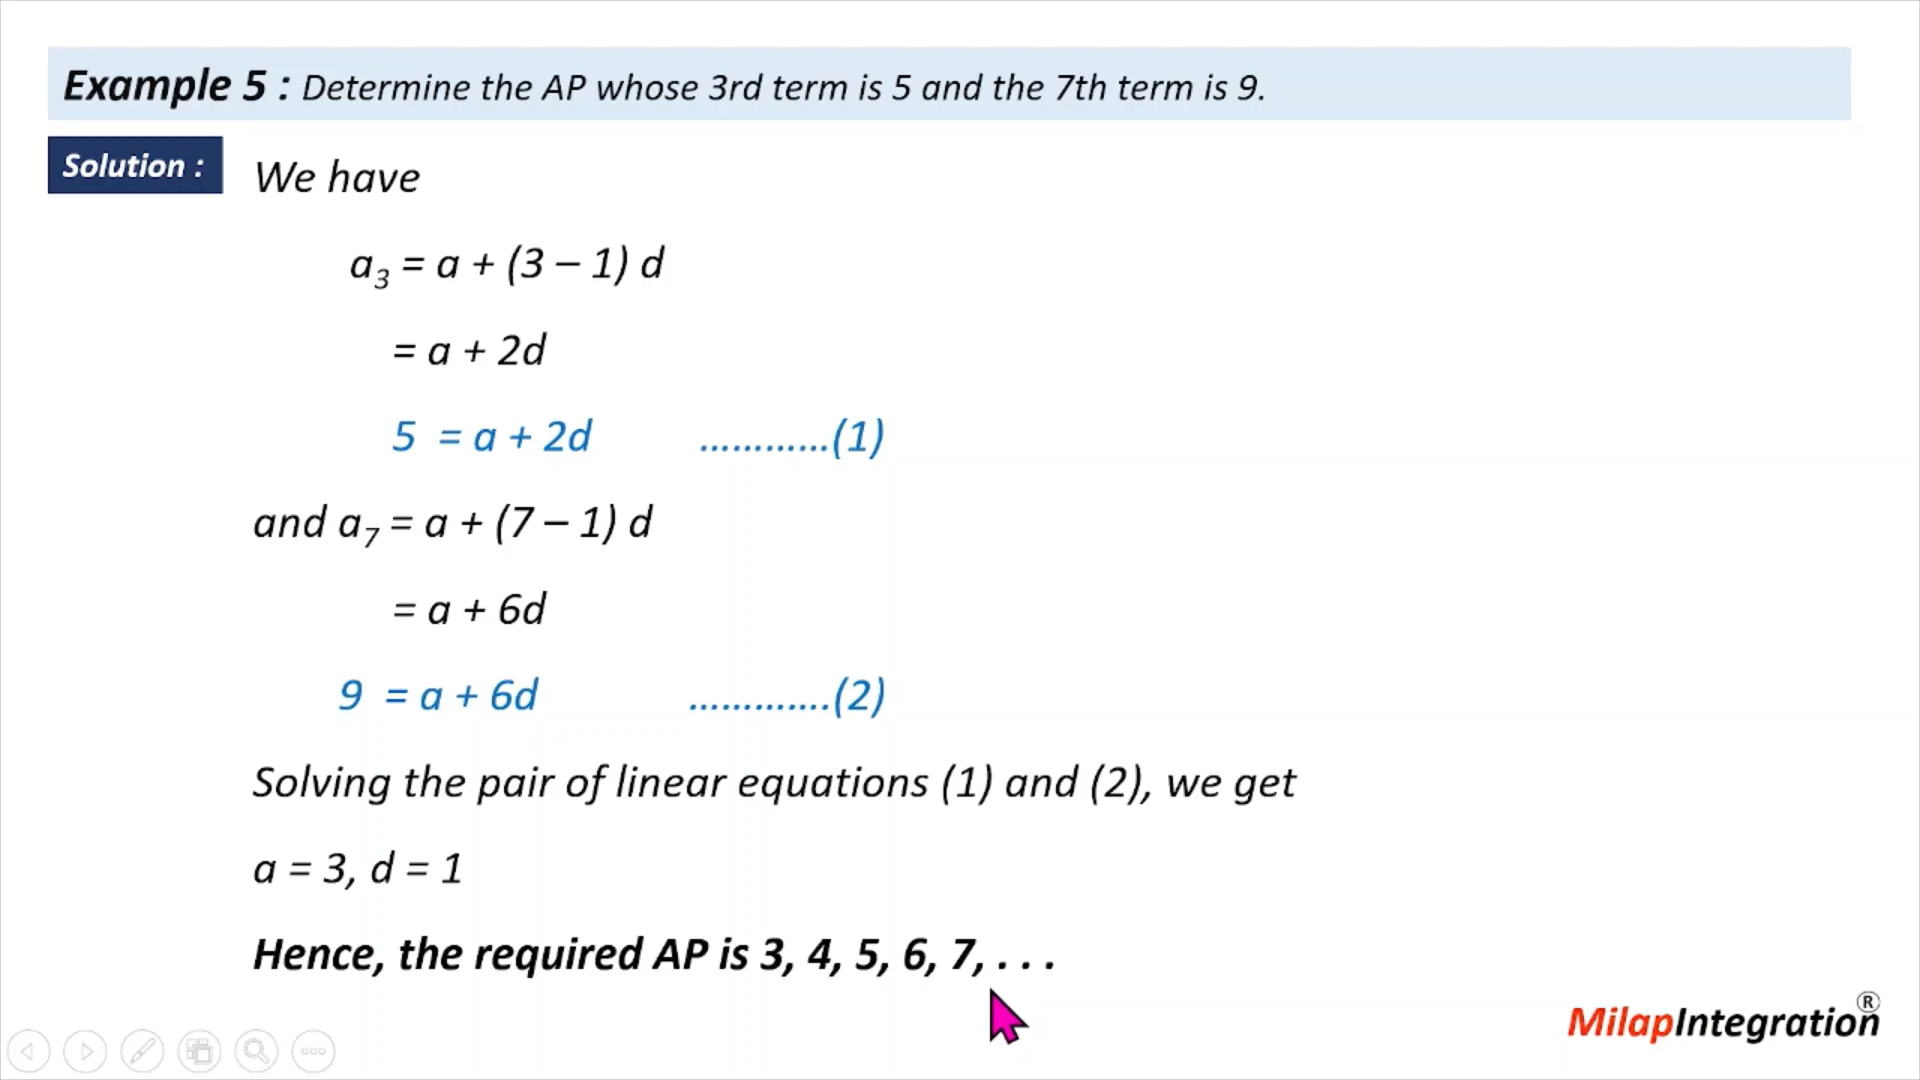 Example 5 : Determine the AP whose 3rd term is 5 and the 7th term is 9.
Solution :
We have
a₃ = a + (3 – 1) d
= a + 2d
5 = a + 2d …………(1)
and a₇ = a + (7 – 1) d
= a + 6d
9 = a + 6d ………….(2)
Solving the pair of linear equations (1) and (2), we get
a = 3, d = 1
Hence, the required AP is 3, 4, 5, 6, 7, . . .
MilapIntegration®